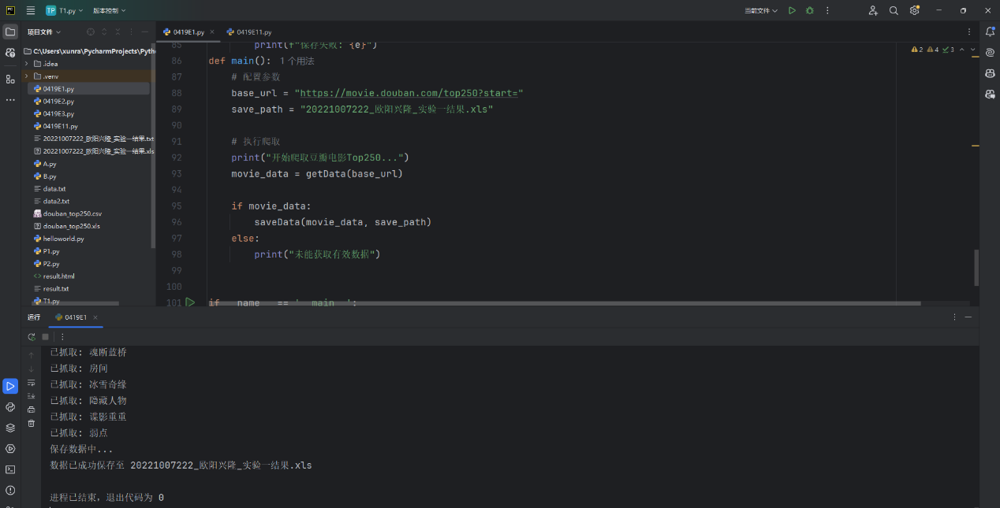 PC TP T1.py 版本控制 当前文件
项目文件
0419E1.py
0419E11.py
C:\Users\xunra\PycharmProjects\Pytho
.idea
.venv
0419E1.py
0419E2.py
0419E3.py
0419E11.py
20221007222_欧阳兴隆_实验一结果.txt
20221007222_欧阳兴隆_实验一结果.xls
A.py
B.py
data.txt
data2.txt
douban_top250.csv
douban_top250.xls
helloworld.py
P1.py
P2.py
result.html
result.txt
T1.py
2 4 3
85 print(f"保存失败: {e}")
86 def main(): 1 个用法
87 # 配置参数
88 base_url = "https://movie.douban.com/top250?start="
89 save_path = "20221007222_欧阳兴隆_实验一结果.xls"
90
91 # 执行爬取
92 print("开始爬取豆瓣电影Top250...")
93 movie_data = getData(base_url)
94
95 if movie_data:
96 saveData(movie_data, save_path)
97 else:
98 print("未能获取有效数据")
99
100
101 if __name__ == '__main__':
运行 0419E1
已抓取: 魂断蓝桥
已抓取: 房间
已抓取: 冰雪奇缘
已抓取: 隐藏人物
已抓取: 谍影重重
已抓取: 弱点
保存数据中...
数据已成功保存至 20221007222_欧阳兴隆_实验一结果.xls
进程已结束，退出代码为 0